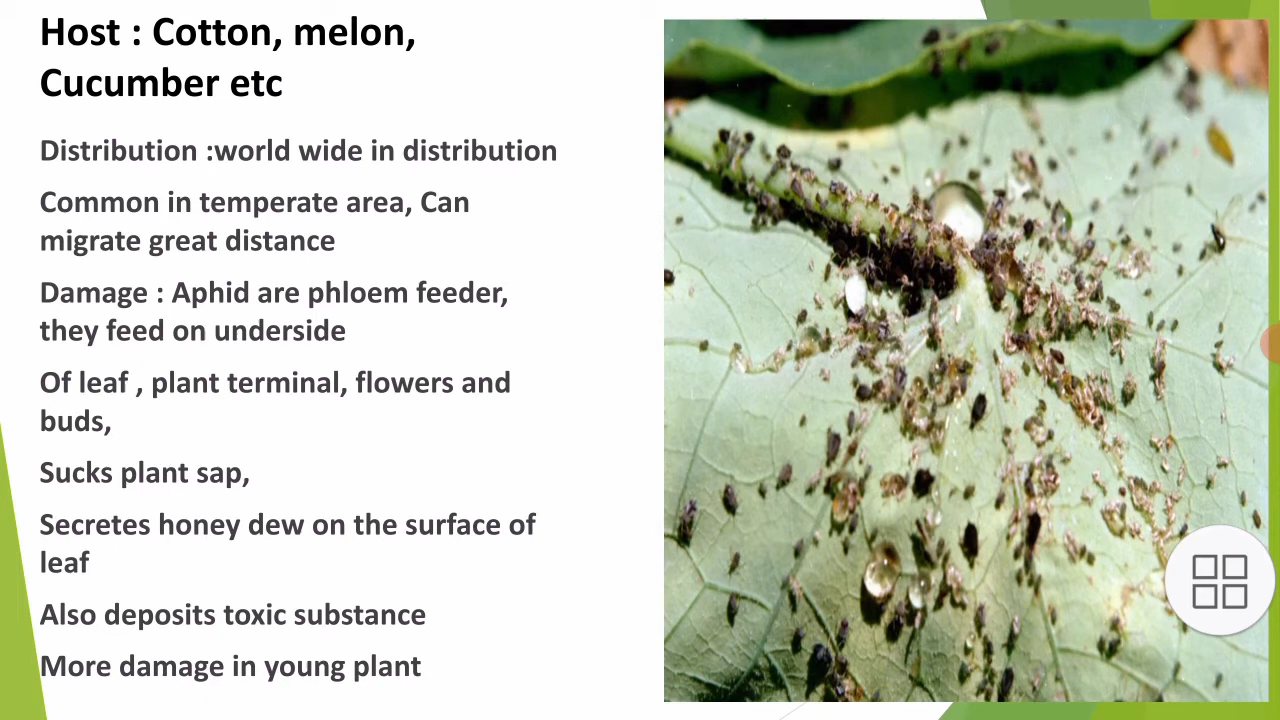 Host : Cotton, melon,
Cucumber etc
Distribution :world wide in distribution
Common in temperate area, Can
migrate great distance
Damage : Aphid are phloem feeder,
they feed on underside
Of leaf , plant terminal, flowers and
buds,
Sucks plant sap,
Secretes honey dew on the surface of
leaf
Also deposits toxic substance
More damage in young plant